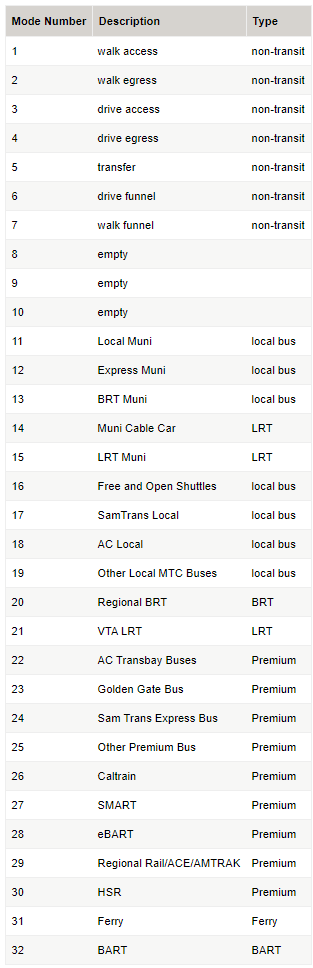 Mode Number Description Type
1 walk access non-transit
2 walk egress non-transit
3 drive access non-transit
4 drive egress non-transit
5 transfer non-transit
6 drive funnel non-transit
7 walk funnel non-transit
8 empty
9 empty
10 empty
11 Local Muni local bus
12 Express Muni local bus
13 BRT Muni local bus
14 Muni Cable Car LRT
15 LRT Muni LRT
16 Free and Open Shuttles local bus
17 SamTrans Local local bus
18 AC Local local bus
19 Other Local MTC Buses local bus
20 Regional BRT BRT
21 VTA LRT LRT
22 AC Transbay Buses Premium
23 Golden Gate Bus Premium
24 Sam Trans Express Bus Premium
25 Other Premium Bus Premium
26 Caltrain Premium
27 SMART Premium
28 eBART Premium
29 Regional Rail/ACE/AMTRAK Premium
30 HSR Premium
31 Ferry Ferry
32 BART BART